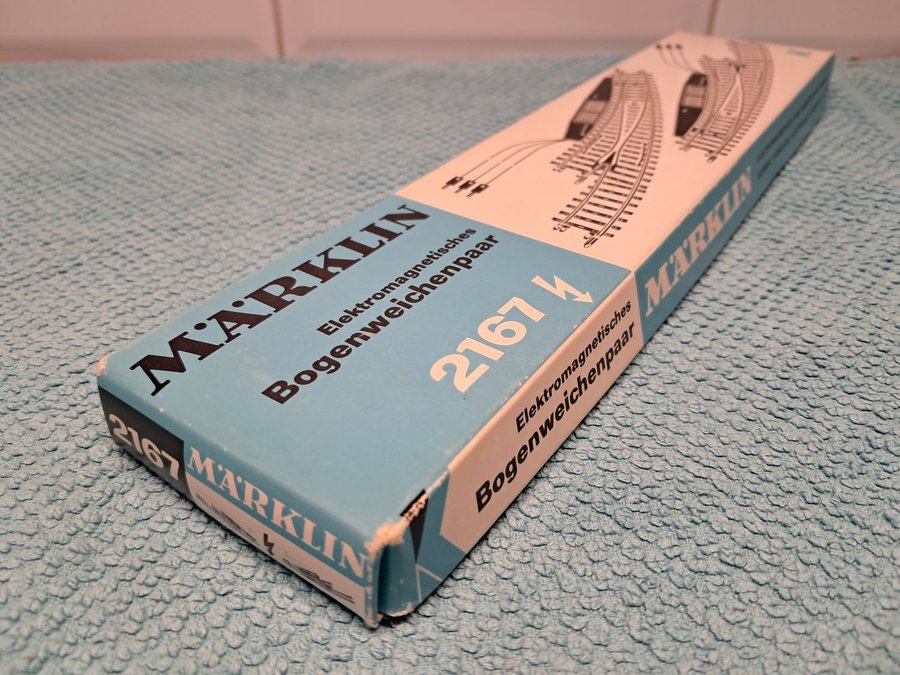 MÄRKLIN
Elektromagnetisches
Bogenweichenpaar
2167
Elektromagnetisches
Bogenweichenpaar
MÄRKLIN
2167
MÄRKLIN